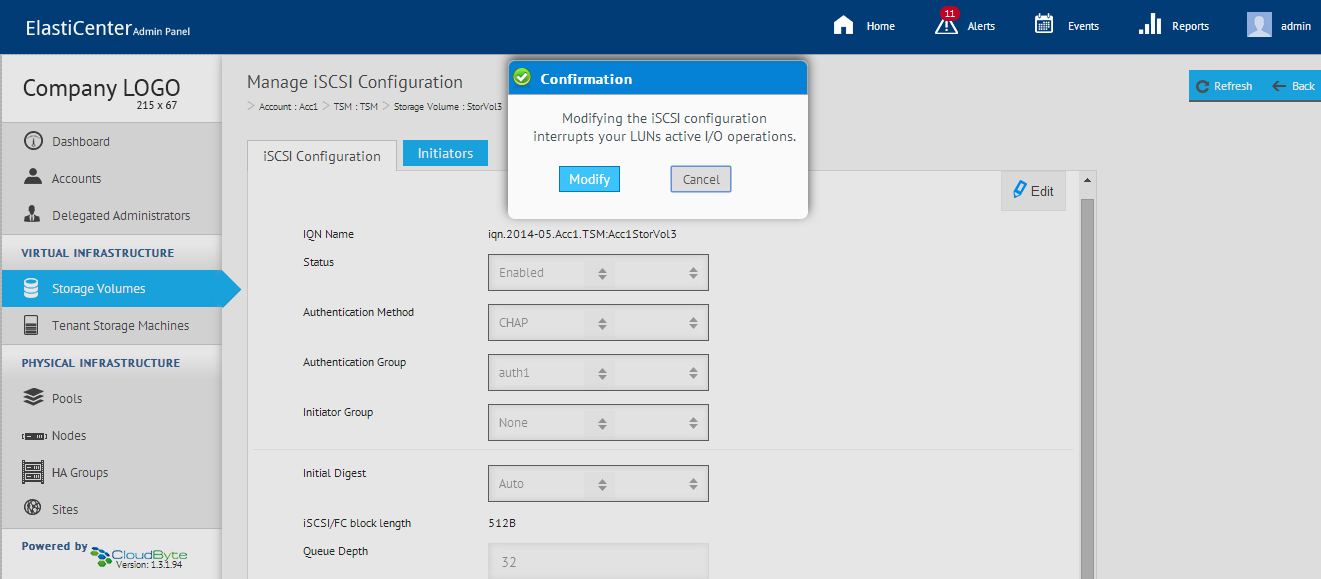 ElastiCenter Admin Panel
Home
11
Alerts
Events
Reports
admin
Company LOGO
215 x 67
Dashboard
Accounts
Delegated Administrators
VIRTUAL INFRASTRUCTURE
Storage Volumes
Tenant Storage Machines
PHYSICAL INFRASTRUCTURE
Pools
Nodes
HA Groups
Sites
Powered by CloudByte
Version: 1.3.1.94
Manage iSCSI Configuration
> Account : Acc1 > TSM : TSM > Storage Volume : StorVol3
Refresh
Back
Confirmation
Modifying the iSCSI configuration
interrupts your LUNs active I/O operations.
Modify
Cancel
iSCSI Configuration
Initiators
Edit
IQN Name iqn.2014-05.Acc1.TSM:Acc1StorVol3
Status Enabled
Authentication Method CHAP
Authentication Group auth1
Initiator Group None
Initial Digest Auto
iSCSI/FC block length 512B
Queue Depth 32